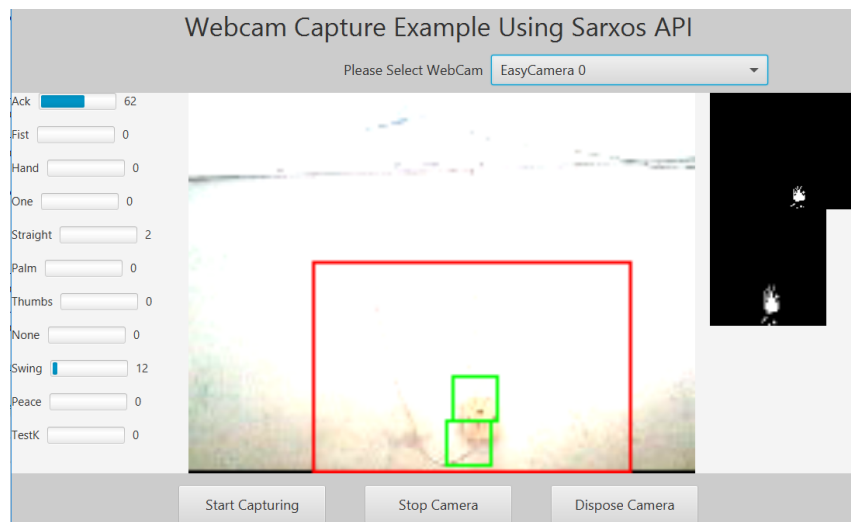 Webcam Capture Example Using Sarxos API
Please Select WebCam EasyCamera 0
Ack 62
Fist 0
Hand 0
One 0
Straight 2
Palm 0
Thumbs 0
None 0
Swing 12
Peace 0
TestK 0
Start Capturing Stop Camera Dispose Camera